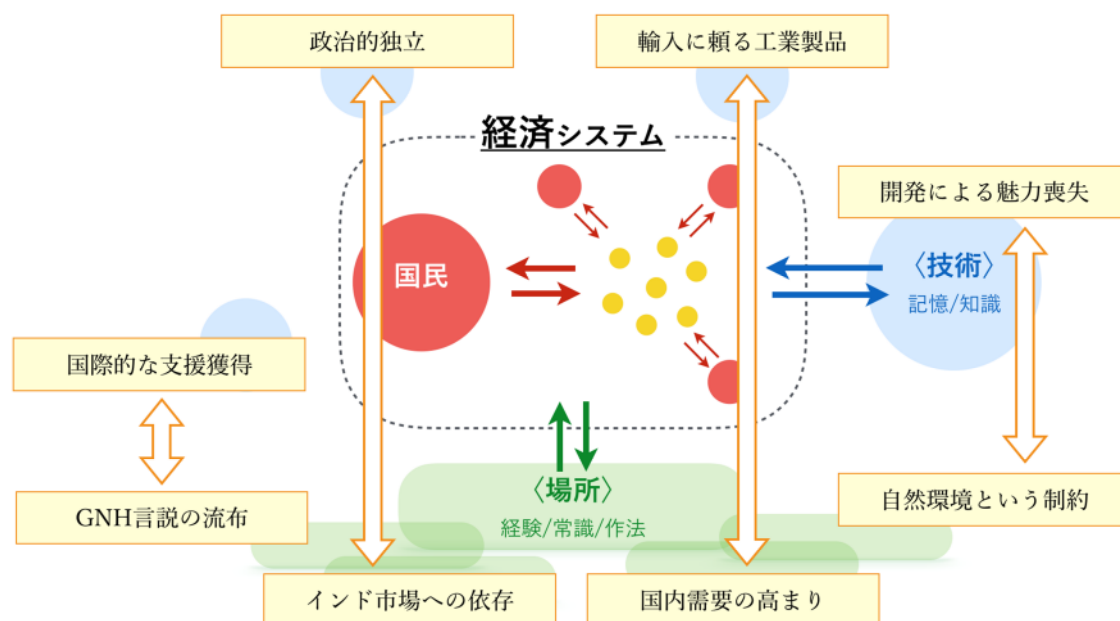 政治的独立
輸入に頼る工業製品
経済システム
開発による魅力喪失
国民
〈技術〉
記憶/知識
国際的な支援獲得
〈場所〉
経験/常識/作法
自然環境という制約
GNH言説の流布
インド市場への依存
国内需要の高まり